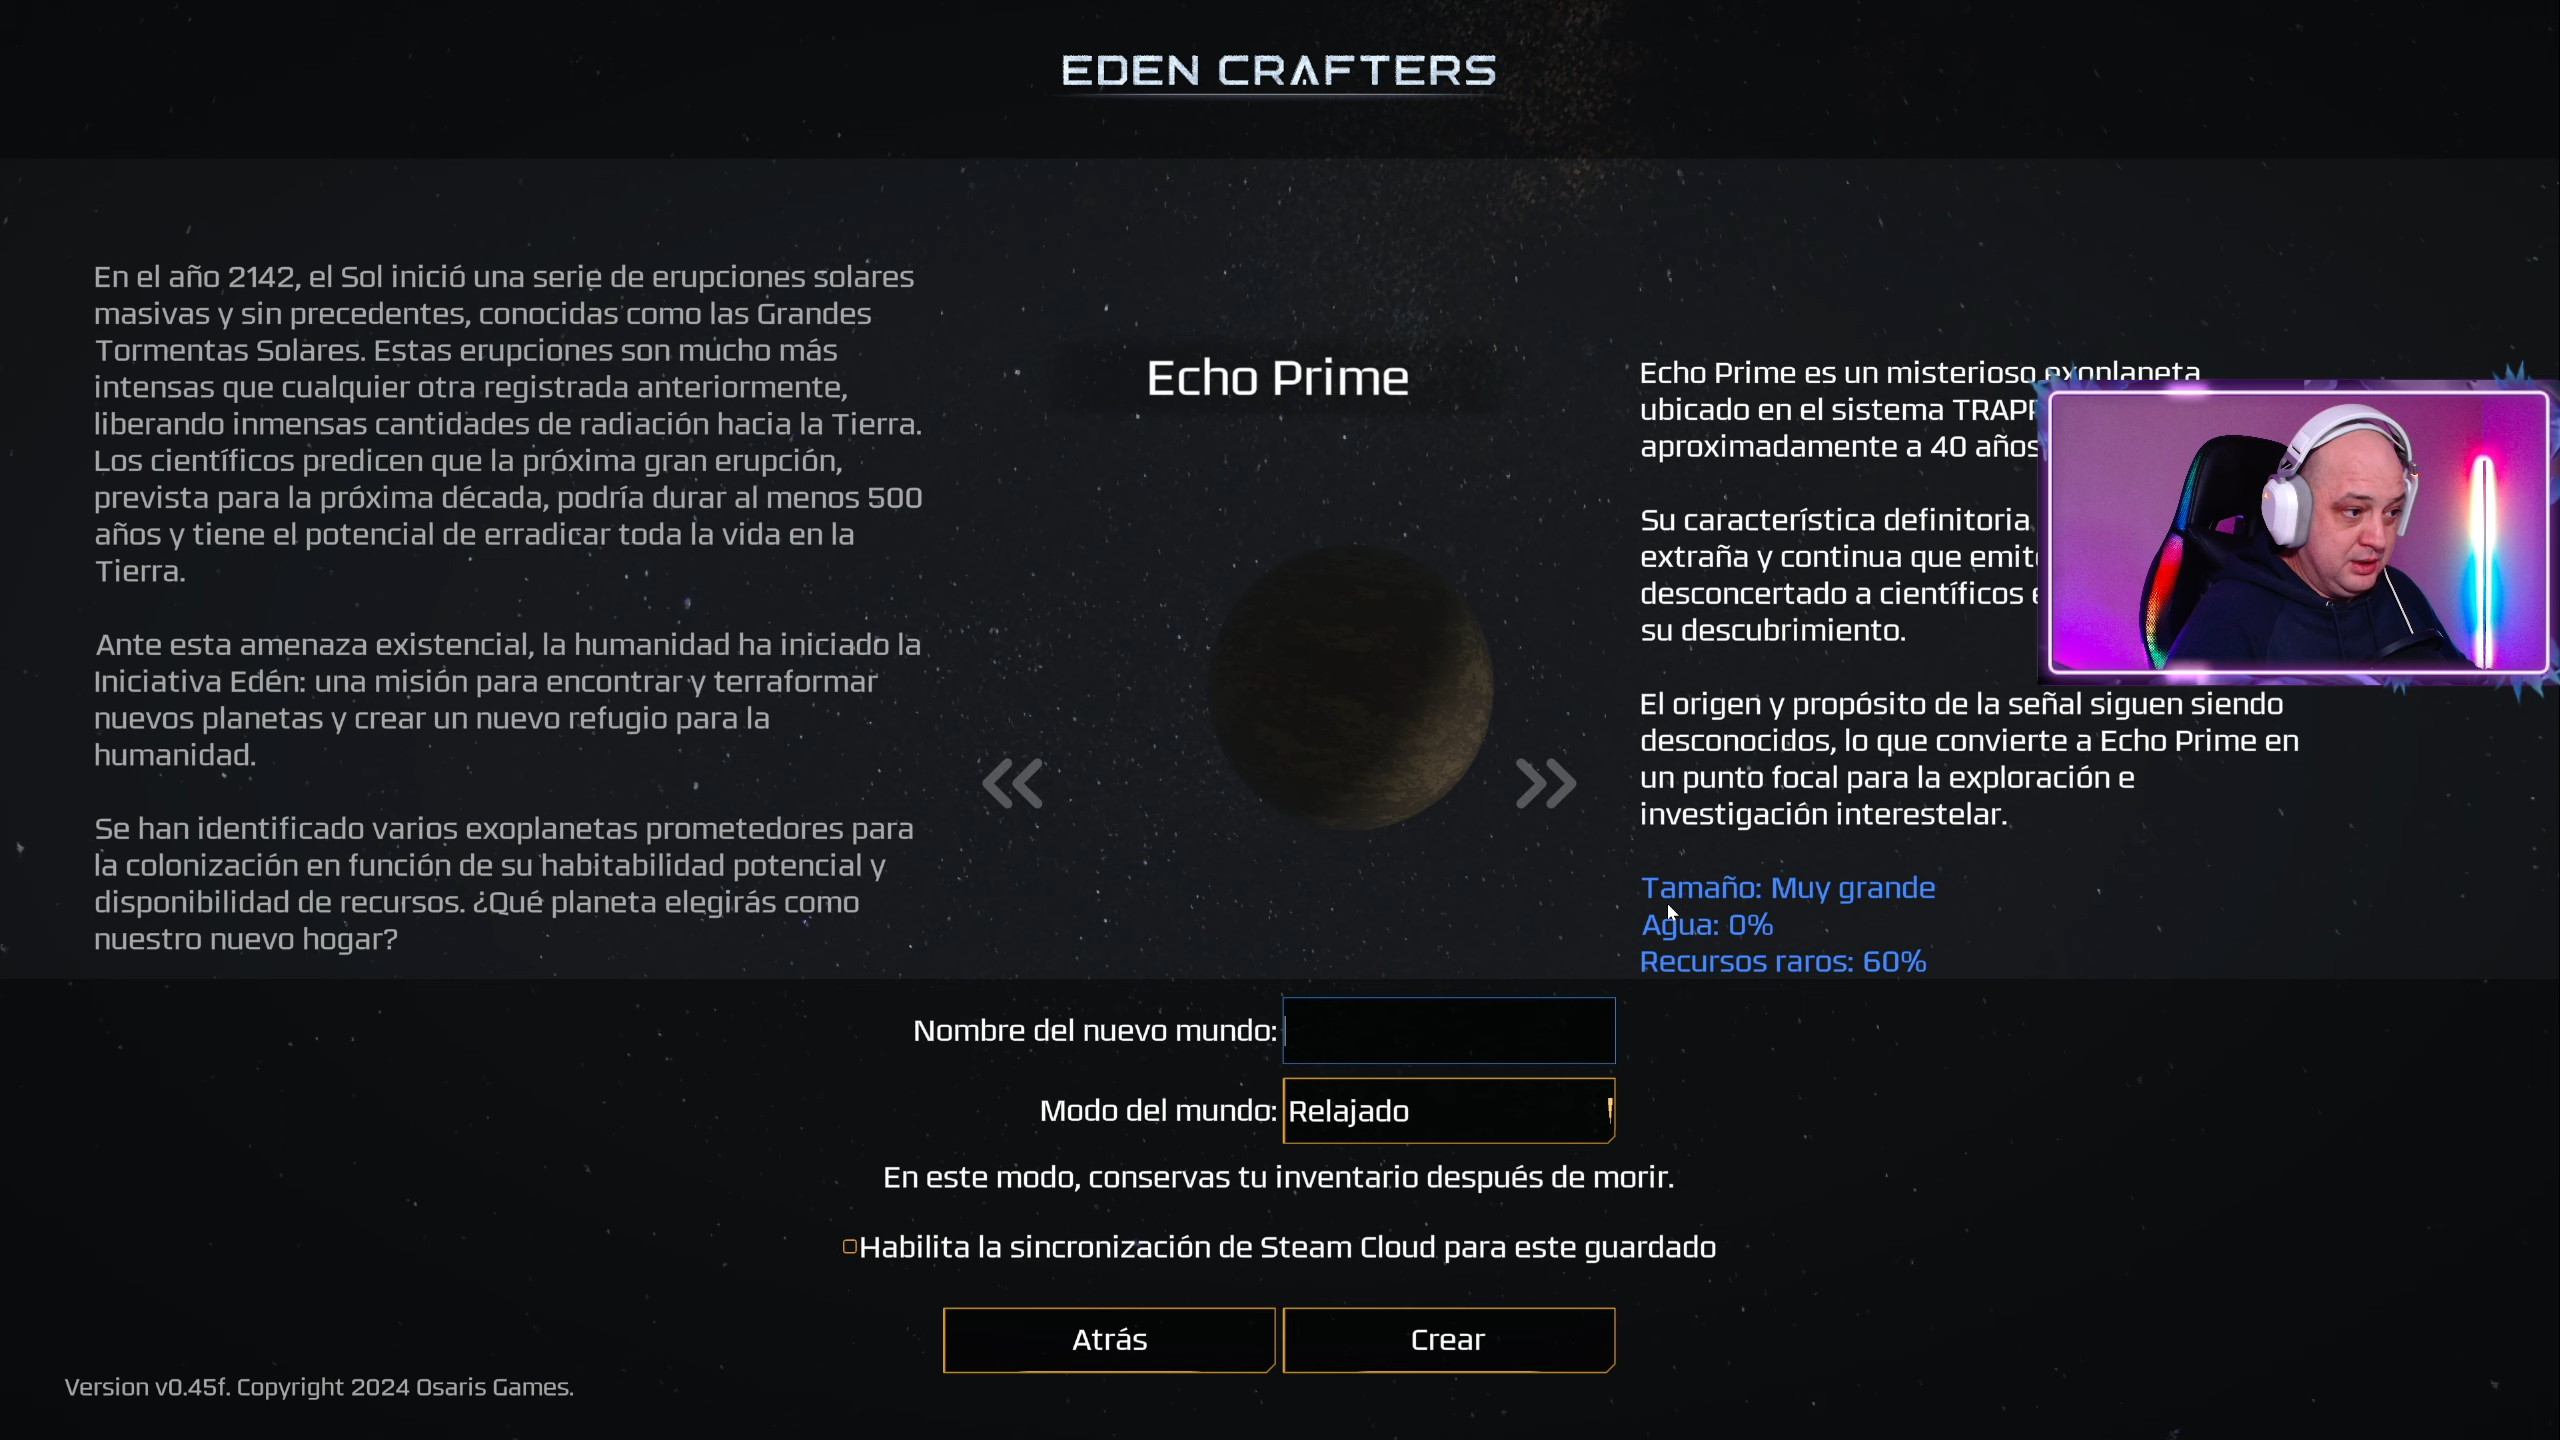 EDEN CRAFTERS
En el año 2142, el Sol inició una serie de erupciones solares
masivas y sin precedentes, conocidas como las Grandes
Tormentas Solares. Estas erupciones son mucho más
intensas que cualquier otra registrada anteriormente,
liberando inmensas cantidades de radiación hacia la Tierra.
Los científicos predicen que la próxima gran erupción,
prevista para la próxima década, podría durar al menos 500
años y tiene el potencial de erradicar toda la vida en la
Tierra.
Ante esta amenaza existencial, la humanidad ha iniciado la
Iniciativa Edén: una misión para encontrar y terraformar
nuevos planetas y crear un nuevo refugio para la
humanidad.
Se han identificado varios exoplanetas prometedores para
la colonización en función de su habitabilidad potencial y
disponibilidad de recursos. ¿Qué planeta elegirás como
nuestro nuevo hogar?
Echo Prime
Echo Prime es un misterioso exoplaneta
ubicado en el sistema
aproximadamente a 40 años
Su característica definitoria
extraña y continua que
desconcertado a científicos
su descubrimiento.
El origen y propósito de la señal siguen siendo
desconocidos, lo que convierte a Echo Prime en
un punto focal para la exploración e
investigación interestelar.
Tamaño: Muy grande
Agua: 0%
Recursos raros: 60%
Nombre del nuevo mundo:
Modo del mundo: Relajado
En este modo, conservas tu inventario después de morir.
Habilita la sincronización de Steam Cloud para este guardado
Atrás Crear
Version v0.45f. Copyright 2024 Osaris Games.